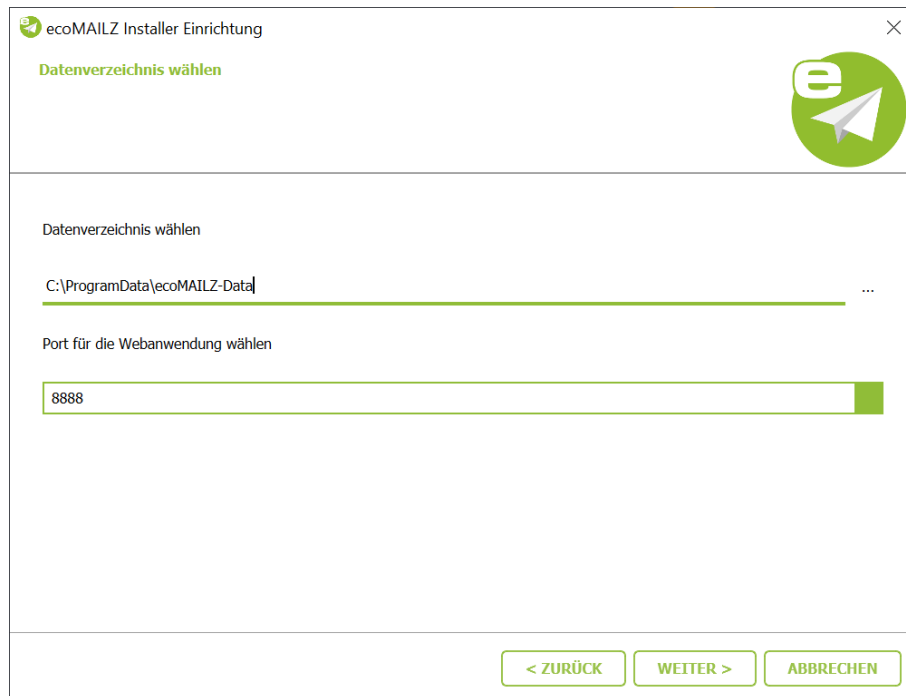 ecoMAILZ Installer Einrichtung
Datenverzeichnis wählen
e
Datenverzeichnis wählen
C:\ProgramData\ecoMAILZ-Data
...
Port für die Webanwendung wählen
8888
< ZURÜCK WEITER > ABBRECHEN